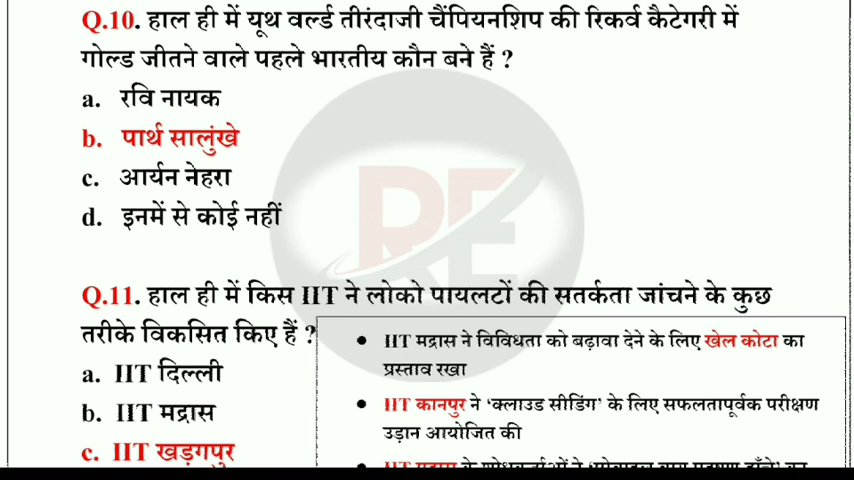 Q.10. हाल ही में यूथ वर्ल्ड तीरंदाजी चैंपियनशिप की रिकर्व कैटेगरी में
गोल्ड जीतने वाले पहले भारतीय कौन बने हैं ?
a. रवि नायक
b. पार्थ सालुंखे
c. आर्यन नेहरा
d. इनमें से कोई नहीं
RE
Q.11. हाल ही में किस IIT ने लोको पायलटों की सतर्कता जांचने के कुछ
तरीके विकसित किए हैं ?
a. IIT दिल्ली
b. IIT मद्रास
c. IIT खड़गपुर
• IIT मद्रास ने विविधता को बढ़ावा देने के लिए खेल कोटा का
प्रस्ताव रखा
• IIT कानपुर ने ‘क्लाउड सीडिंग’ के लिए सफलतापूर्वक परीक्षण
उड़ान आयोजित की